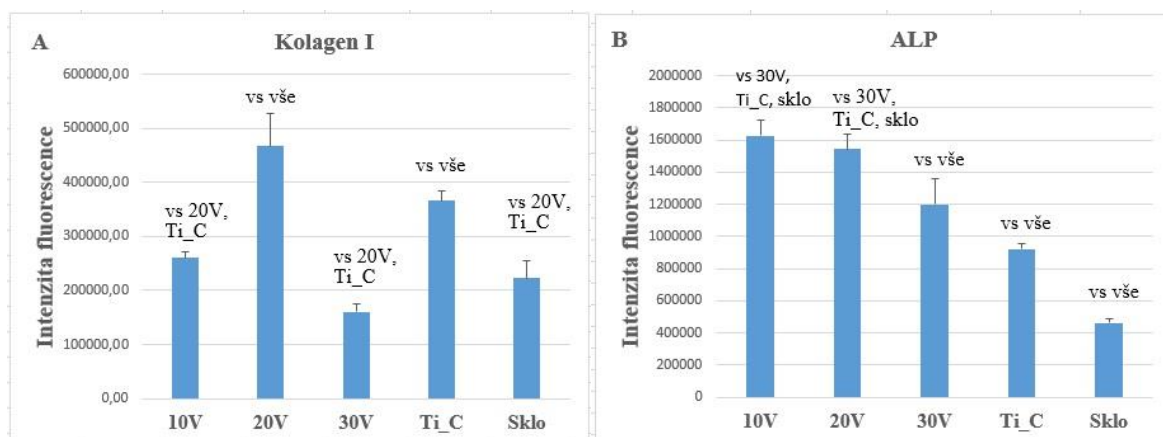 A
Kolagen I
Intenzita fluorescence
600000,00
500000,00
400000,00
300000,00
200000,00
100000,00
0,00
vs 20V,
Ti_C
vs vše
vs 20V,
Ti_C
vs vše
vs 20V,
Ti_C
10V
20V
30V
Ti_C
Sklo
B
ALP
Intenzita fluorescence
2000000
1800000
1600000
1400000
1200000
1000000
800000
600000
400000
200000
0
vs 30V,
Ti_C, sklo
vs 30V,
Ti_C, sklo
vs vše
vs vše
vs vše
10V
20V
30V
Ti_C
Sklo